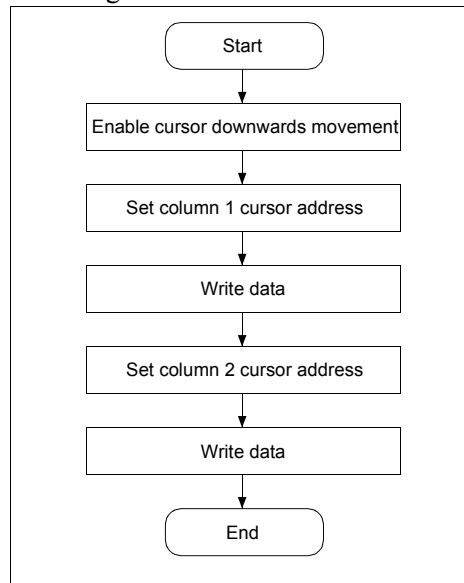 Start
Enable cursor downwards movement
Set column 1 cursor address
Write data
Set column 2 cursor address
Write data
End